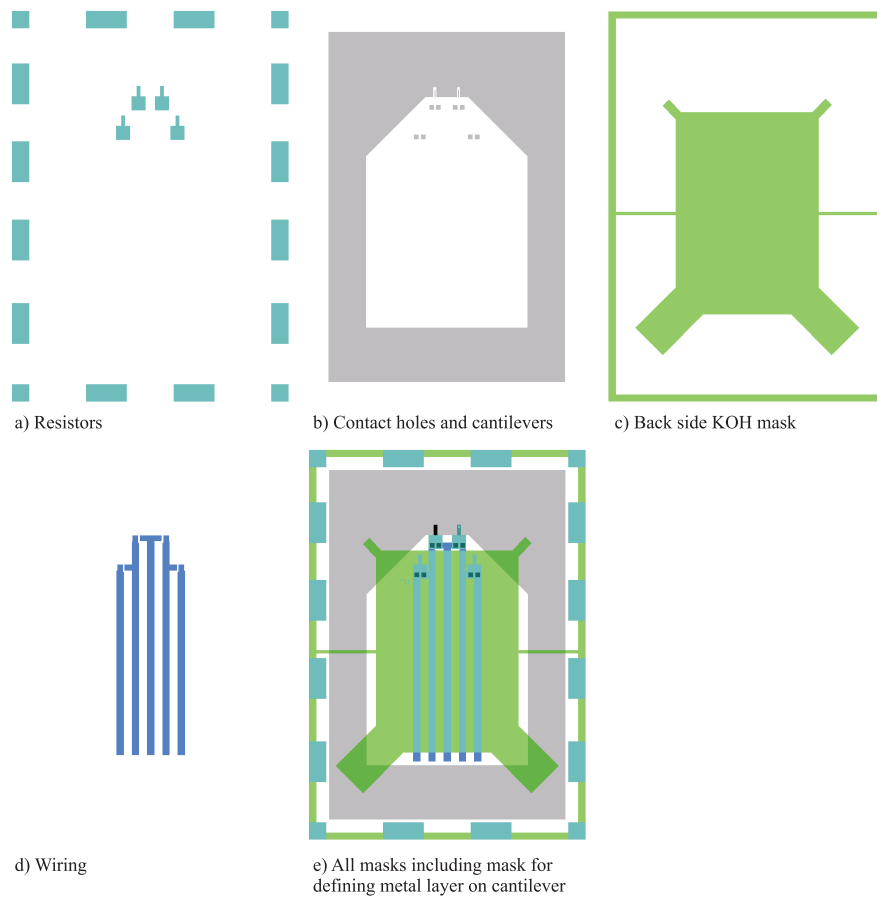 a) Resistors
b) Contact holes and cantilevers
c) Back side KOH mask
d) Wiring
e) All masks including mask for
defining metal layer on cantilever